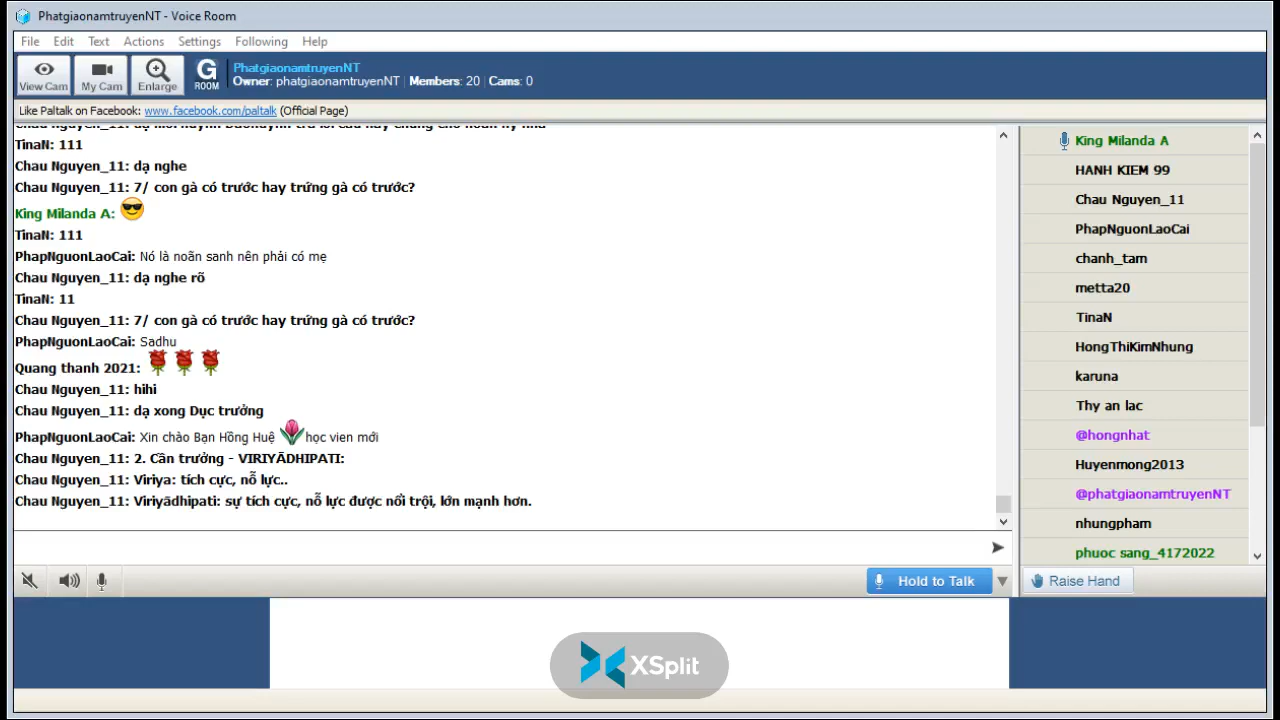 PhatgiaonamtruyenNT - Voice Room
File Edit Text Actions Settings Following Help
View Cam My Cam Enlarge G ROOM
PhatgiaonamtruyenNT
Owner: phatgiaonamtruyenNT | Members: 20 | Cams: 0
Like Paltalk on Facebook: www.facebook.com/paltalk (Official Page)
TinaN: 111
Chau Nguyen_11: dạ nghe
Chau Nguyen_11: 7/ con gà có trước hay trứng gà có trước?
King Milanda A:
TinaN: 111
PhapNguonLaoCai: Nó là noãn sanh nên phải có mẹ
Chau Nguyen_11: dạ nghe rõ
TinaN: 11
Chau Nguyen_11: 7/ con gà có trước hay trứng gà có trước?
PhapNguonLaoCai: Sadhu
Quang thanh 2021:
Chau Nguyen_11: hihi
Chau Nguyen_11: dạ xong Dục trưởng
PhapNguonLaoCai: Xin chào Bạn Hồng Huệ học vien mới
Chau Nguyen_11: 2. Cần trưởng - VIRIYĀDHIPATI:
Chau Nguyen_11: Viriya: tích cực, nỗ lực..
Chau Nguyen_11: Viriyādhipati: sự tích cực, nỗ lực được nổi trội, lớn mạnh hơn.
King Milanda A
HANH KIEM 99
Chau Nguyen_11
PhapNguonLaoCai
chanh_tam
metta20
TinaN
HongThiKimNhung
karuna
Thy an lac
@hongnhat
Huyenmong2013
@phatgiaonamtruyenNT
nhungpham
phuoc sang_4172022
Hold to Talk
Raise Hand
XSplit